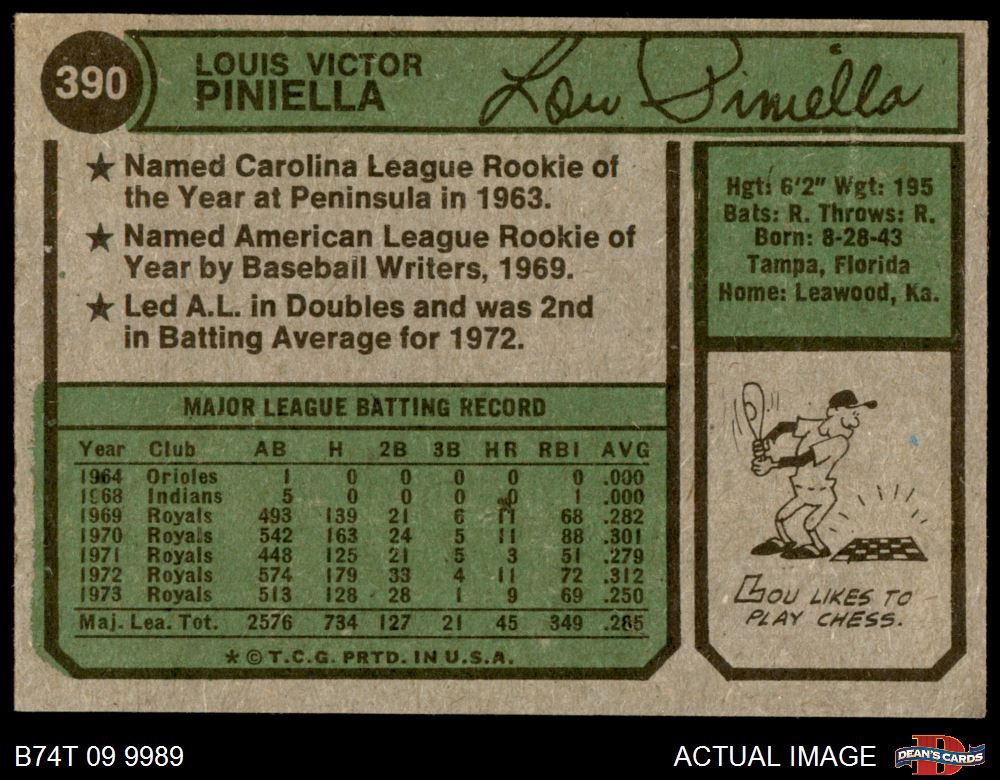 390
LOUIS VICTOR
PINIELLA
Lou Piniella
★ Named Carolina League Rookie of
the Year at Peninsula in 1963.
★ Named American League Rookie of
Year by Baseball Writers, 1969.
★ Led A.L. in Doubles and was 2nd
in Batting Average for 1972.
Hgt: 6'2" Wgt: 195
Bats: R. Throws: R.
Born: 8-28-43
Tampa, Florida
Home: Leawood, Ka.
MAJOR LEAGUE BATTING RECORD
Year Club AB H 2B 3B HR RBI AVG
1964 Orioles 1 0 0 0 0 0 .000
1968 Indians 5 0 0 0 0 1 .000
1969 Royals 493 139 21 6 11 68 .282
1970 Royals 542 163 24 5 11 88 .301
1971 Royals 448 125 21 5 3 51 .279
1972 Royals 574 179 33 4 11 72 .312
1973 Royals 513 128 28 1 9 69 .250
Maj. Lea. Tot. 2576 734 127 21 45 349 .285
* © T.C.G. PRTD. IN U.S.A.
LOU LIKES TO
PLAY CHESS.
B74T 09 9989
ACTUAL IMAGE
D
DEAN'S CARDS